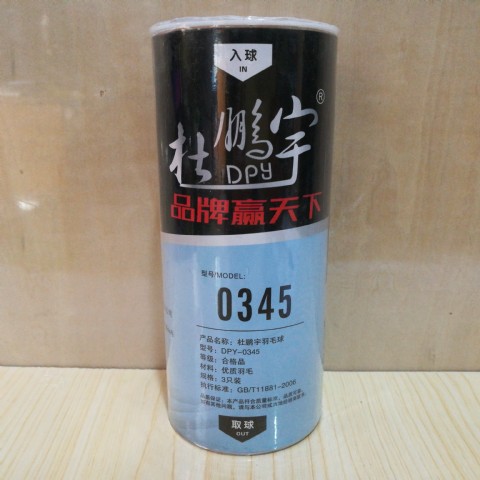 入球
IN
杜鹏宇®
DPY
品牌赢天下
型号/MODEL:
0345
产品名称：杜鹏宇羽毛球
型号：DPY-0345
等级：合格品
材料：优质羽毛
规格：3只装
执行标准：GB/T11881-2006
取球
OUT